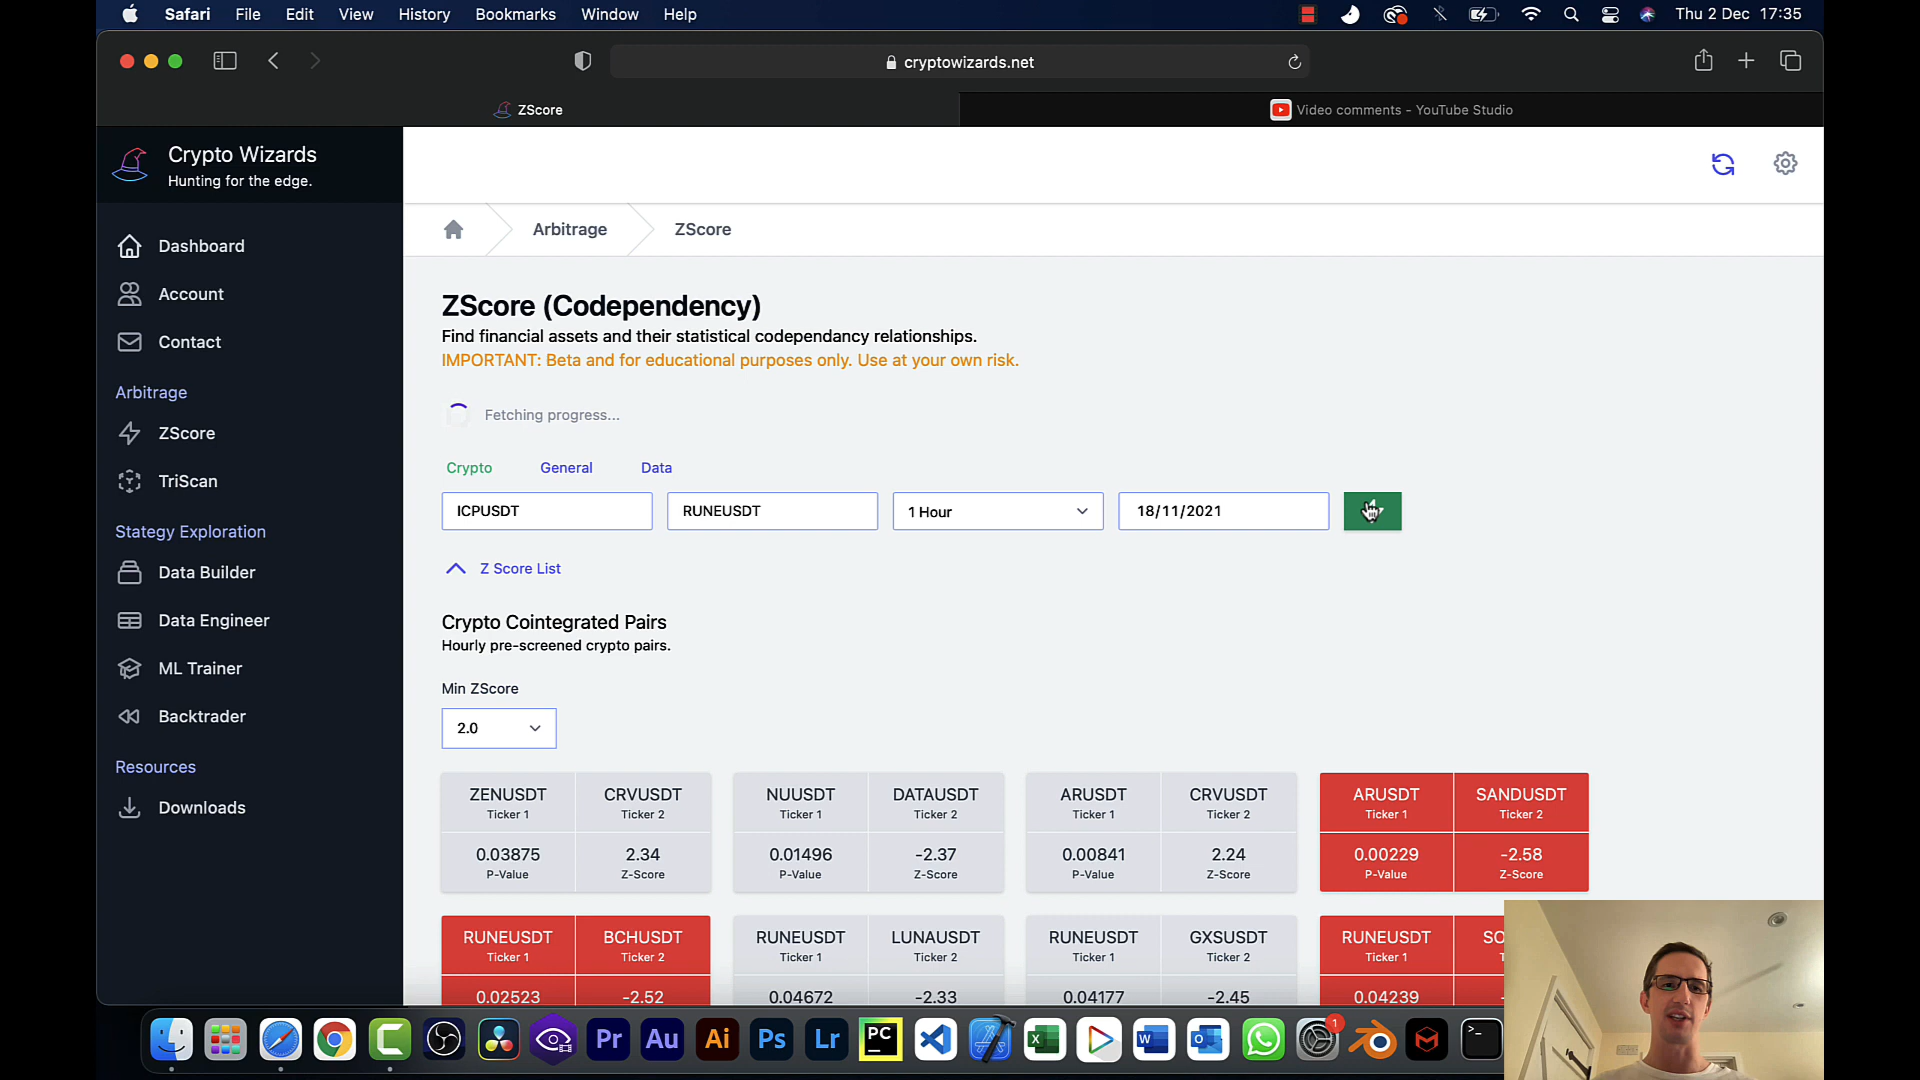 Safari File Edit View History Bookmarks Window Help Thu 2 Dec 17:35
cryptowizards.net
ZScore
Video comments - YouTube Studio
Crypto Wizards
Hunting for the edge.
Dashboard
Account
Contact
Arbitrage
ZScore
TriScan
Stategy Exploration
Data Builder
Data Engineer
ML Trainer
Backtrader
Resources
Downloads
Arbitrage ZScore
ZScore (Codependency)
Find financial assets and their statistical codependancy relationships.
IMPORTANT: Beta and for educational purposes only. Use at your own risk.
Fetching progress...
Crypto General Data
ICPUSDT RUNEUSDT 1 Hour 18/11/2021
Z Score List
Crypto Cointegrated Pairs
Hourly pre-screened crypto pairs.
Min ZScore
2.0
ZENUSDT CRVUSDT NUUSDT DATAUSDT ARUSDT CRVUSDT ARUSDT SANDUSDT
Ticker 1 Ticker 2 Ticker 1 Ticker 2 Ticker 1 Ticker 2 Ticker 1 Ticker 2
0.03875 2.34 0.01496 -2.37 0.00841 2.24 0.00229 -2.58
P-Value Z-Score P-Value Z-Score P-Value Z-Score P-Value Z-Score
RUNEUSDT BCHUSDT RUNEUSDT LUNAUSDT RUNEUSDT GXSUSDT RUNEUSDT
Ticker 1 Ticker 2 Ticker 1 Ticker 2 Ticker 1 Ticker 2 Ticker 1
0.02523 -2.52 0.04672 -2.33 0.04177 -2.45 0.04239
Pr Au Ai Ps Lr PC X W O 1